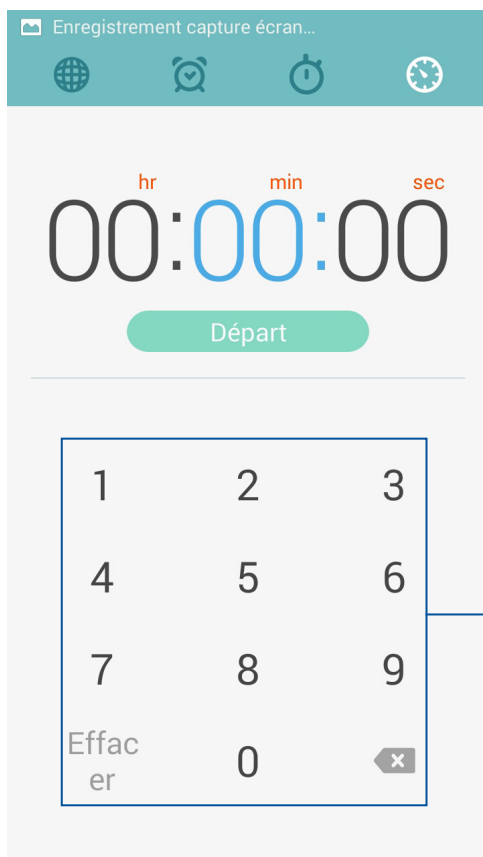 Enregistrement capture écran...
hr min sec
00:00:00
Départ
1 2 3
4 5 6
7 8 9
Effac
er
0